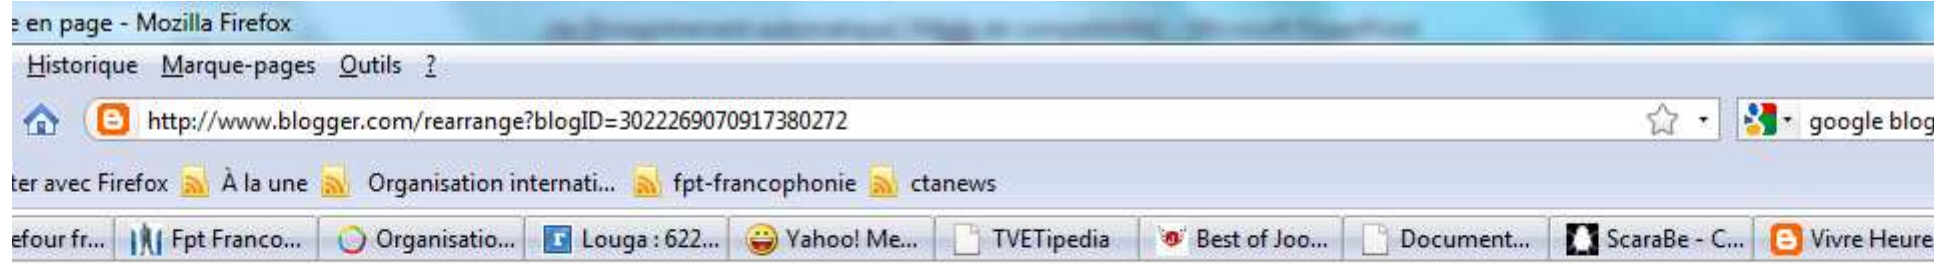 e en page - Mozilla Firefox
Historique Marque-pages Outils ?
http://www.blogger.com/rearrange?blogID=3022269070917380272 google blog
ter avec Firefox À la une Organisation internati... fpt-francophonie ctanews
efour fr... Fpt Franco... Organisatio... Louga : 622... Yahoo! Me... TVETipedia Best of Joo... Document... ScaraBe - C... Vivre Heure